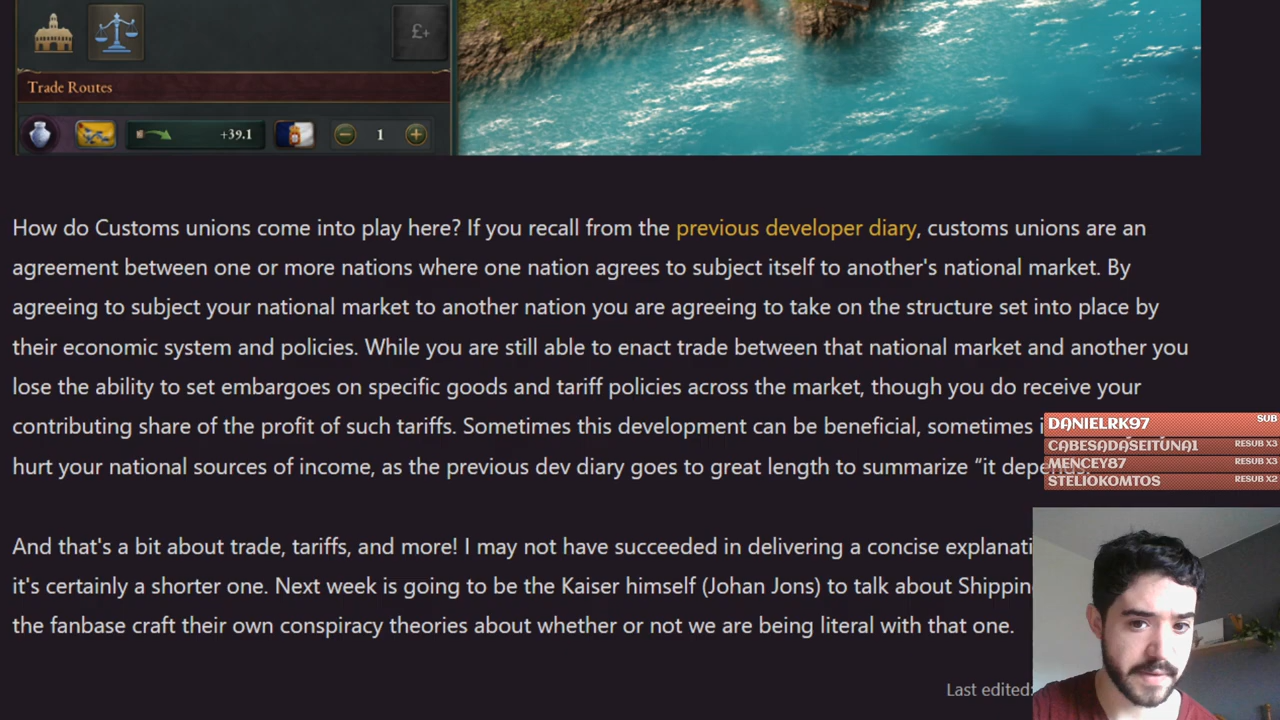 £+
Trade Routes
+39.1
1
How do Customs unions come into play here? If you recall from the previous developer diary, customs unions are an
agreement between one or more nations where one nation agrees to subject itself to another's national market. By
agreeing to subject your national market to another nation you are agreeing to take on the structure set into place by
their economic system and policies. While you are still able to enact trade between that national market and another you
lose the ability to set embargoes on specific goods and tariff policies across the market, though you do receive your
contributing share of the profit of such tariffs. Sometimes this development can be beneficial, sometimes
hurt your national sources of income, as the previous dev diary goes to great length to summarize “it depends.
DANIELRK97 SUB
CABESADASEITUNA1 RESUB X3
MENCEY87 RESUB X3
STELIOKOMTOS RESUB X2
And that's a bit about trade, tariffs, and more! I may not have succeeded in delivering a concise explanati
it's certainly a shorter one. Next week is going to be the Kaiser himself (Johan Jons) to talk about Shippin
the fanbase craft their own conspiracy theories about whether or not we are being literal with that one.
Last edited: